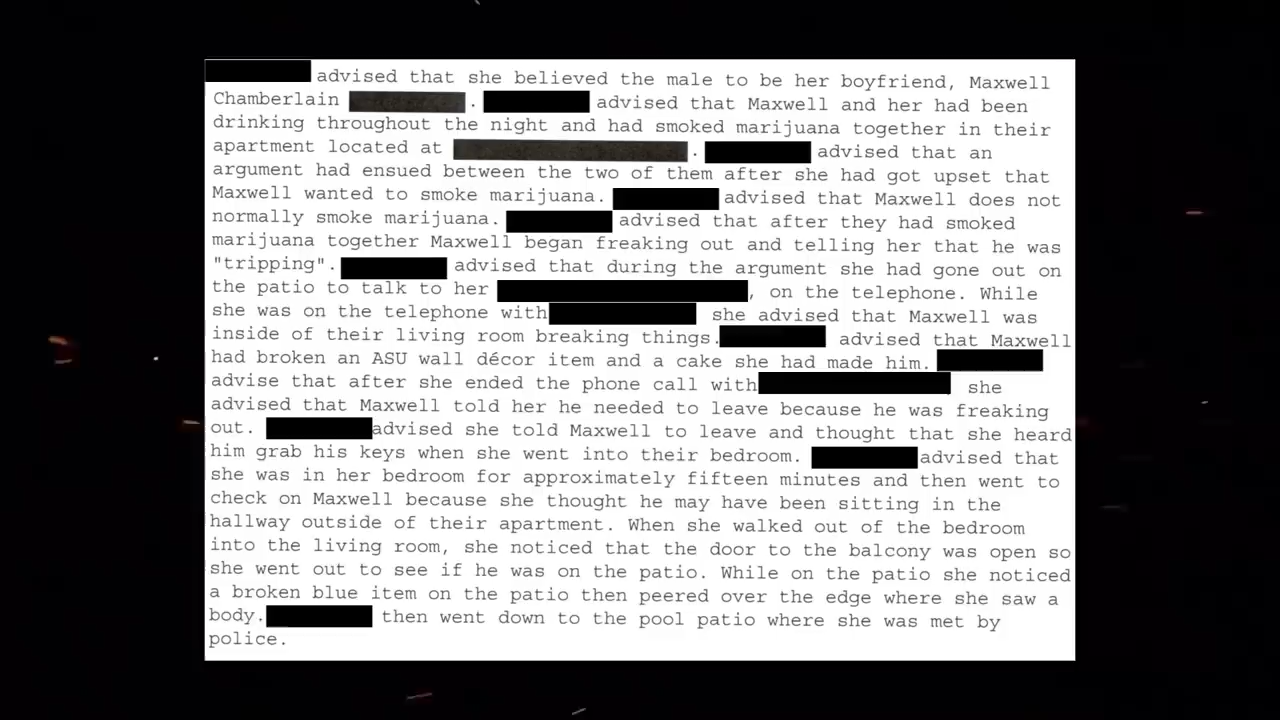 advised that she believed the male to be her boyfriend, Maxwell
Chamberlain . advised that Maxwell and her had been
drinking throughout the night and had smoked marijuana together in their
apartment located at . advised that an
argument had ensued between the two of them after she had got upset that
Maxwell wanted to smoke marijuana. advised that Maxwell does not
normally smoke marijuana. advised that after they had smoked
marijuana together Maxwell began freaking out and telling her that he was
"tripping". advised that during the argument she had gone out on
the patio to talk to her , on the telephone. While
she was on the telephone with she advised that Maxwell was
inside of their living room breaking things. advised that Maxwell
had broken an ASU wall décor item and a cake she had made him.
advise that after she ended the phone call with she
advised that Maxwell told her he needed to leave because he was freaking
out. advised she told Maxwell to leave and thought that she heard
him grab his keys when she went into their bedroom. advised that
she was in her bedroom for approximately fifteen minutes and then went to
check on Maxwell because she thought he may have been sitting in the
hallway outside of their apartment. When she walked out of the bedroom
into the living room, she noticed that the door to the balcony was open so
she went out to see if he was on the patio. While on the patio she noticed
a broken blue item on the patio then peered over the edge where she saw a
body. then went down to the pool patio where she was met by
police.